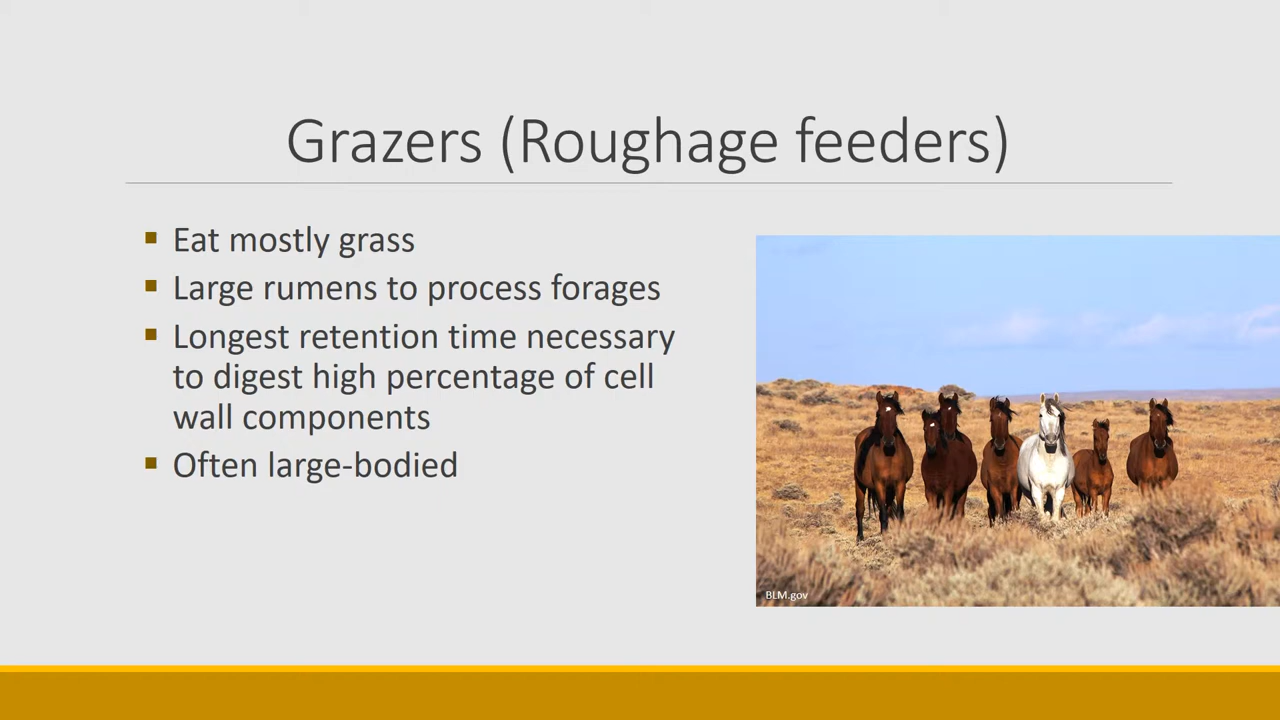 Grazers (Roughage feeders)
▪ Eat mostly grass
▪ Large rumens to process forages
▪ Longest retention time necessary
to digest high percentage of cell
wall components
▪ Often large-bodied
BLM.gov